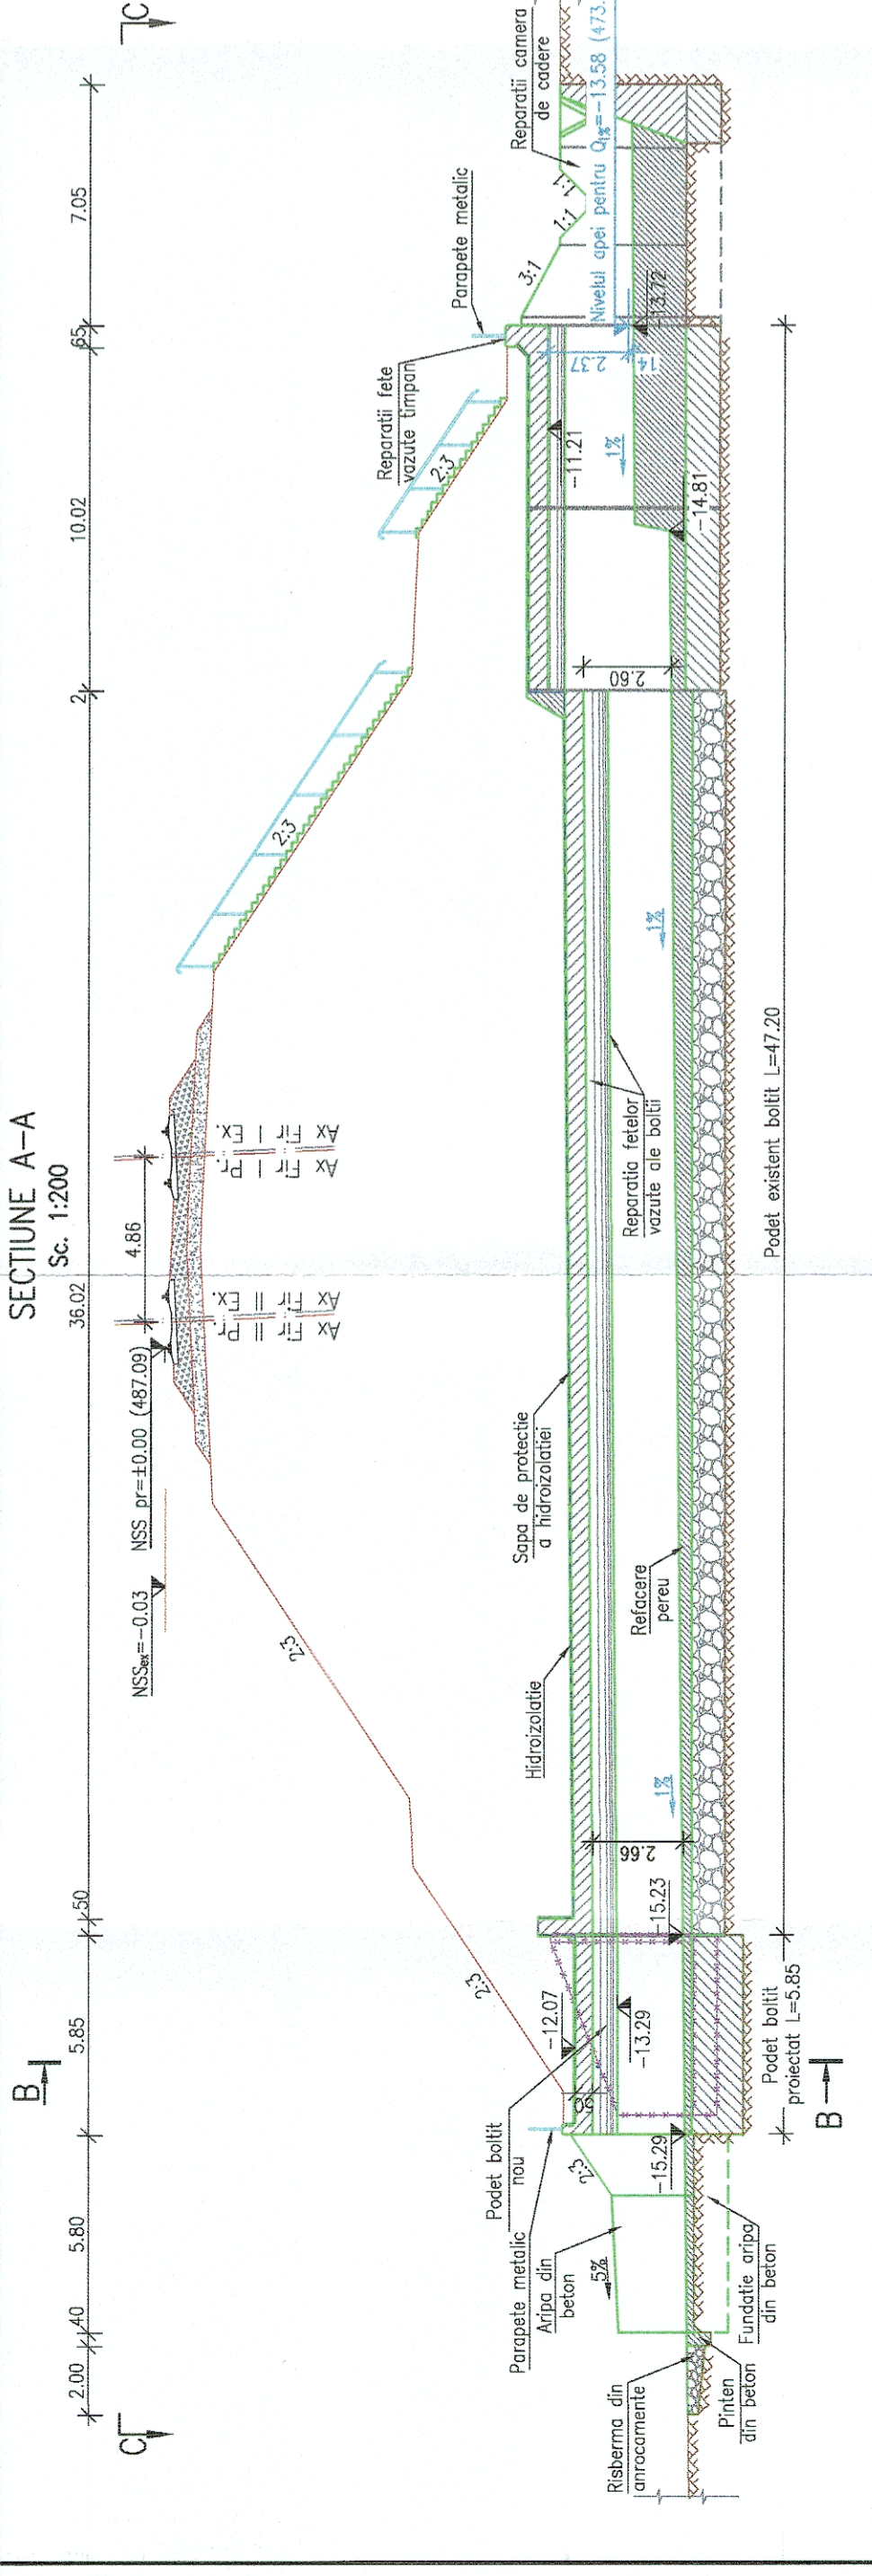 SECTIUNE A-A
Sc. 1:200
C
B
B
C
2.00
40
5.80
5.85
50
36.02
2
10.02
65
7.05
4.86
NSSex=-0.03
NSS pr=±0.00 (487.09)
Ax Fir II Pr.
Ax Fir II Ex.
Ax Fir I Pr.
Ax Fir I Ex.
2:3
2:3
2:3
2:3
2:3
Parapete metalic
Reparatii fete
vazute timpan
Reparatii camera
de cadere
3:1
1:1
1:1
Nivelul apei pentru Q1%=-13.58 (473.
-13.72
2.37
14
-11.21
1%
-14.81
2.60
1%
Reparatia fetelor
vazute ale boltii
Sapa de protectie
a hidroizolatiei
Hidroizolatie
Refacere
pereu
1%
2.66
-15.23
-12.07
-13.29
50
-15.29
Podet boltit
nou
Parapete metalic
Aripa din
beton
5%
Risberma din
anrocamente
Pinten
din beton
Fundatie aripa
din beton
Podet boltit
proiectat L=5.85
Podet existent boltit L=47.20